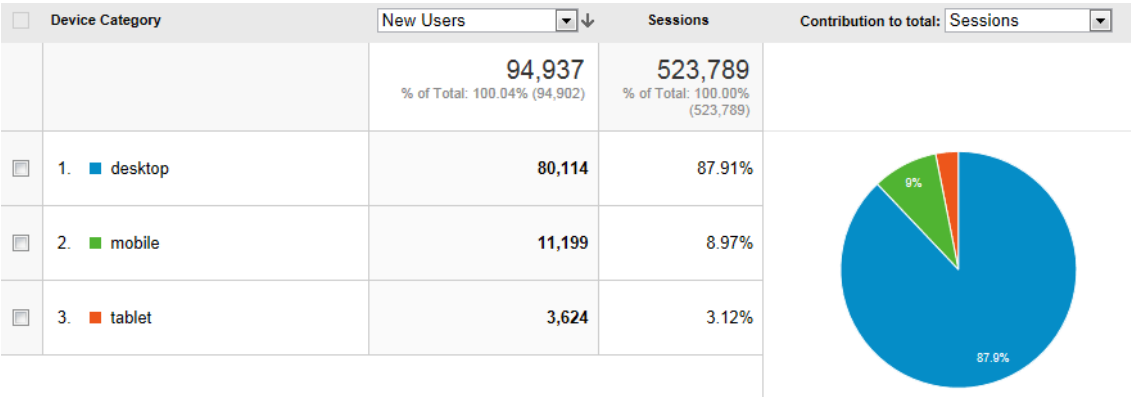 Device Category New Users Sessions Contribution to total: Sessions
94,937 523,789
% of Total: 100.04% (94,902) % of Total: 100.00%
(523,789)
1. desktop 80,114 87.91%
2. mobile 11,199 8.97%
3. tablet 3,624 3.12%
9%
87.9%